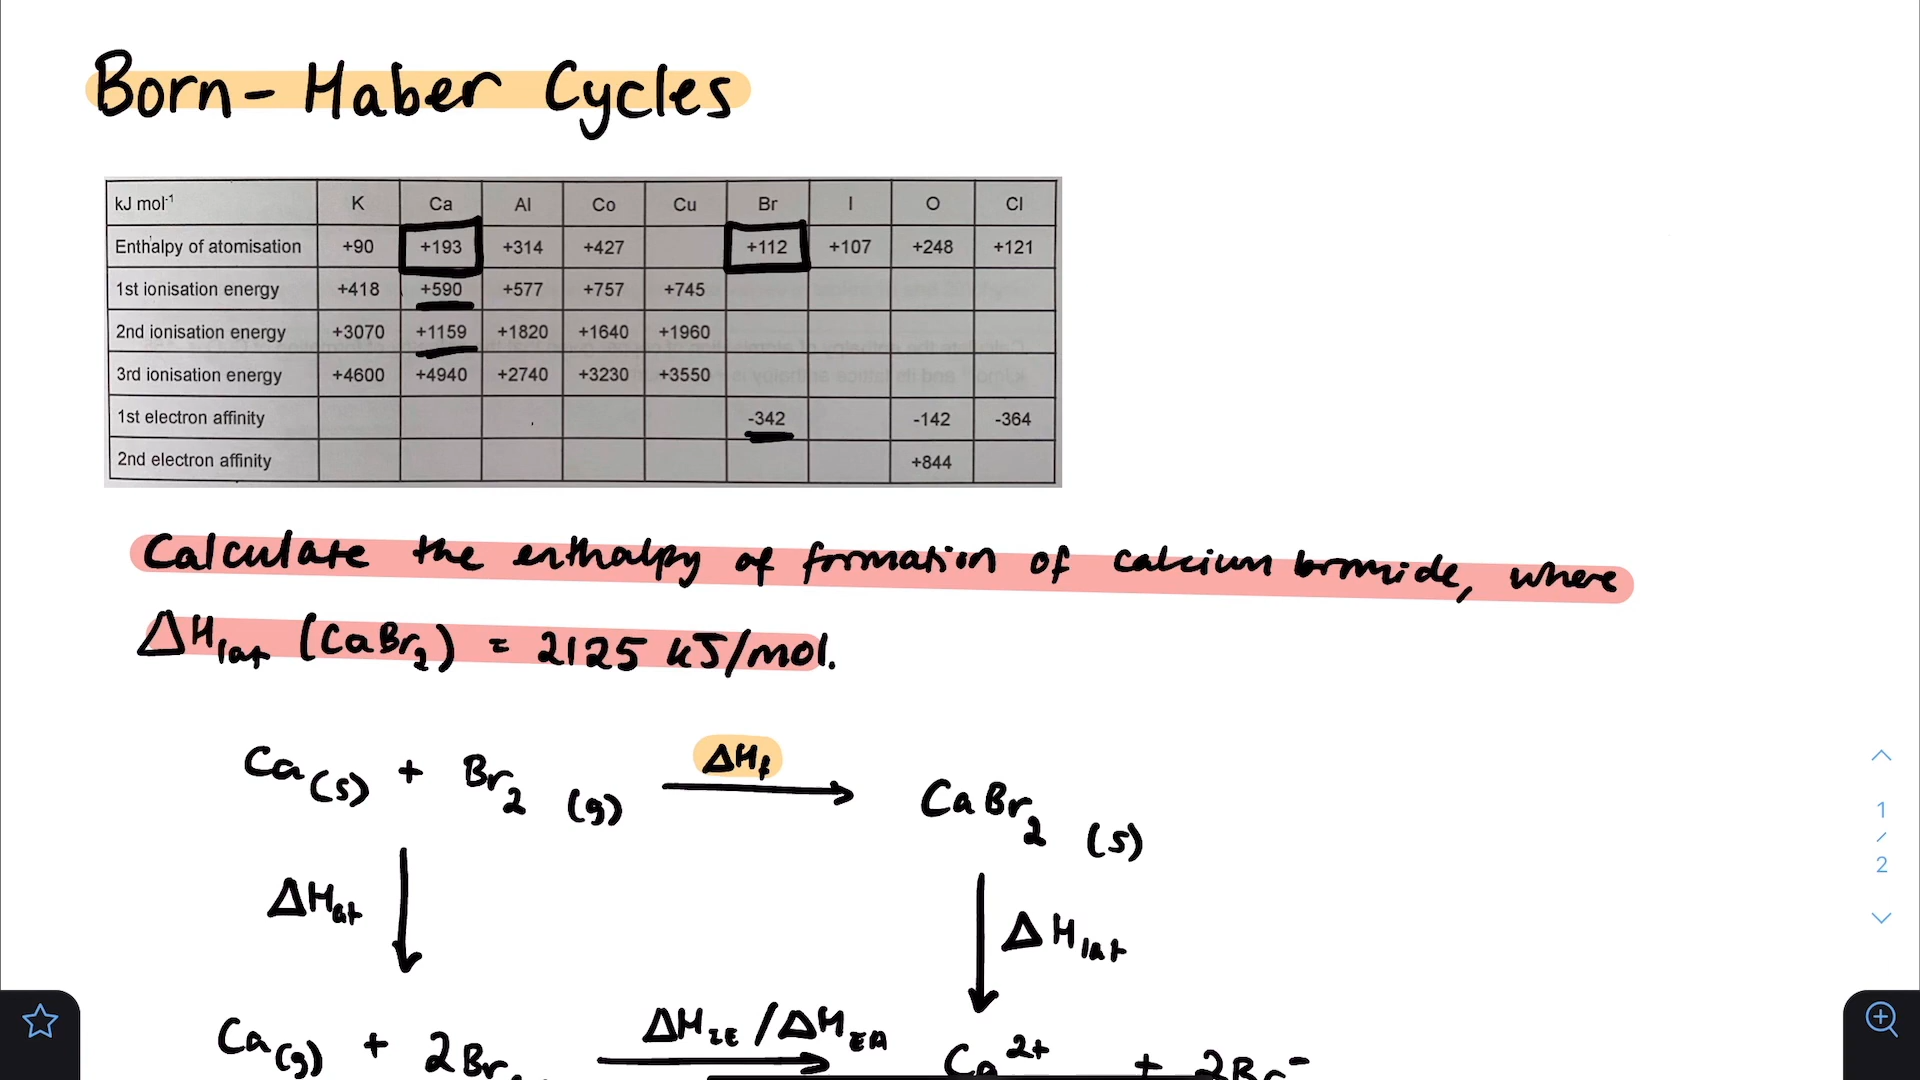 Born-Haber Cycles
kJ mol⁻¹ K Ca Al Co Cu Br I O Cl
Enthalpy of atomisation +90 +193 +314 +427 +112 +107 +248 +121
1st ionisation energy +418 +590 +577 +757 +745
2nd ionisation energy +3070 +1159 +1820 +1640 +1960
3rd ionisation energy +4600 +4940 +2740 +3230 +3550
1st electron affinity -342 -142 -364
2nd electron affinity +844
Calculate the enthalpy of formation of calcium bromide, where
ΔH_lat (CaBr₂) = 2125 kJ/mol.
Ca (s) + Br₂ (g) ΔH_f CaBr₂ (s)
ΔH_at ΔH_lat
Ca (g) + 2Br ΔH_IE / ΔH_EA Ca²⁺ + 2Br⁻
1
/
2